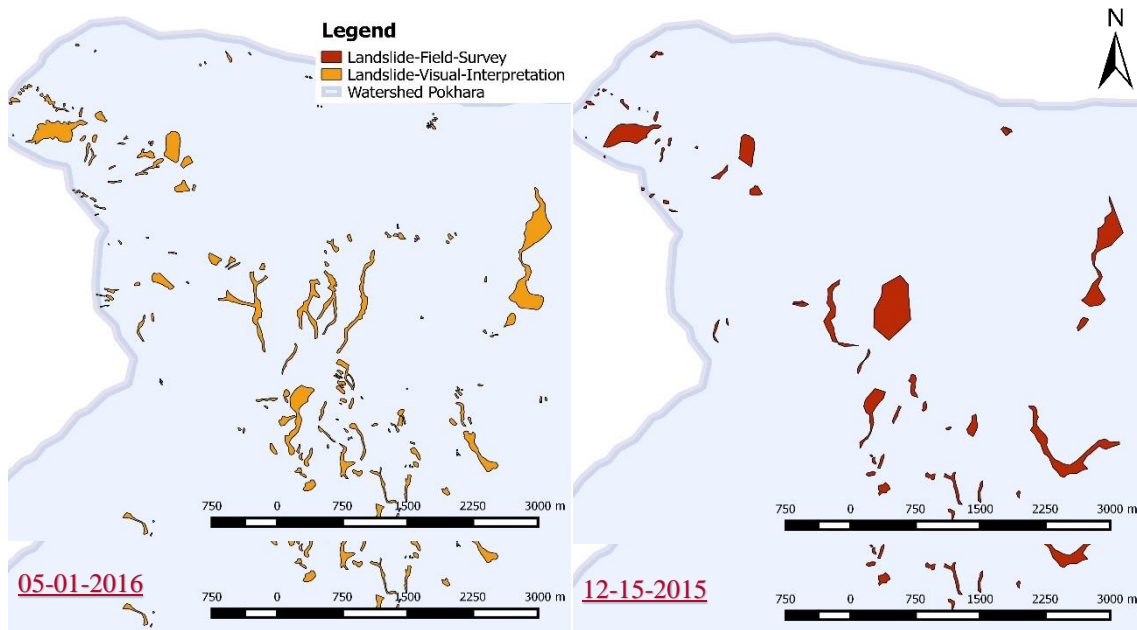 Legend
Landslide-Field-Survey
Landslide-Visual-Interpretation
Watershed Pokhara
N
750 0 750 1500 2250 3000 m
750 0 750 1500 2250 3000 m
05-01-2016
12-15-2015
750 0 750 1500 2250 3000 m
750 0 750 1500 2250 3000 m